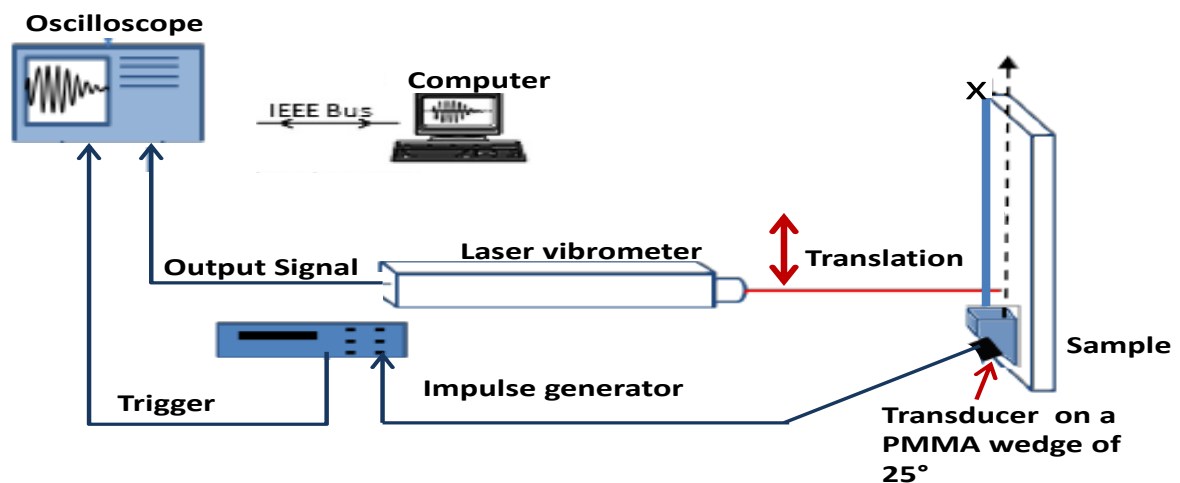 Oscilloscope
Computer
IEEE Bus
X
Laser vibrometer
Translation
Output Signal
Sample
Impulse generator
Trigger
Transducer on a
PMMA wedge of
25°